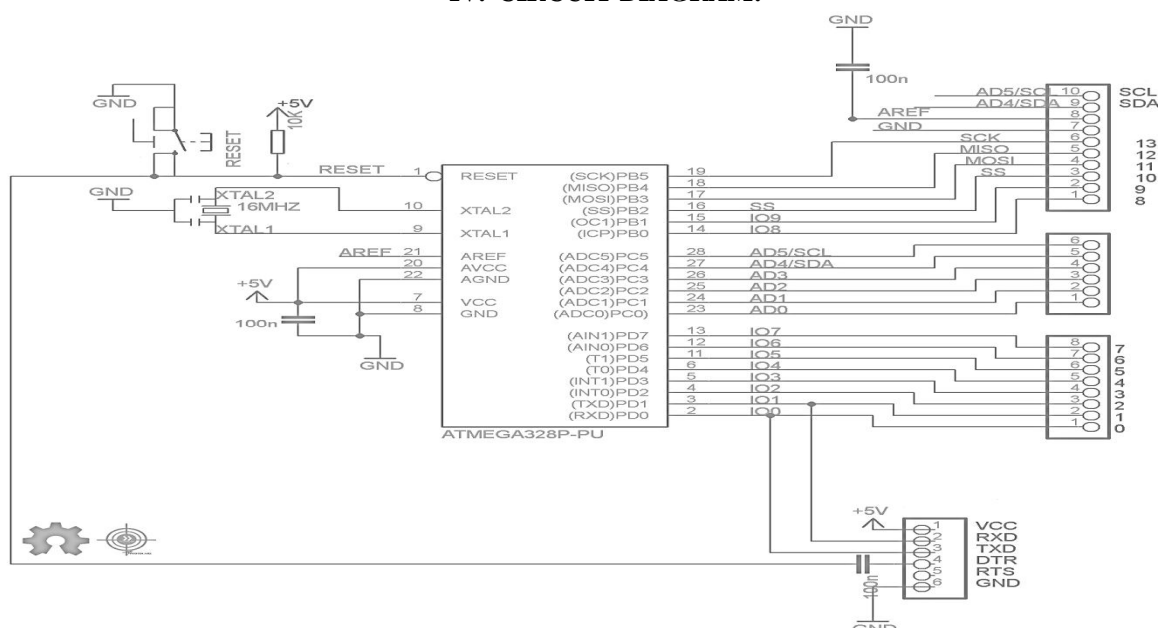 IV. CIRCUIT DIAGRAM:
GND
100n
GND
+5V
10K
RESET
AD5/SCL 10 SCL
AD4/SDA 9 SDA
AREF 8
GND 7
SCK 6 13
MISO 5 12
MOSI 4 11
SS 3 10
2 9
1 8
RESET 1 RESET (SCK)PB5 19
(MISO)PB4 18
(MOSI)PB3 17
GND
XTAL2
16MHZ
XTAL1
10 XTAL2 (SS)PB2 16 SS
(OC1)PB1 15 IO9
9 XTAL1 (ICP)PB0 14 IO8
AREF 21 AREF (ADC5)PC5 28 AD5/SCL
20 AVCC (ADC4)PC4 27 AD4/SDA
22 AGND (ADC3)PC3 26 AD3
(ADC2)PC2 25 AD2
+5V
7 VCC (ADC1)PC1 24 AD1
8 GND (ADC0)PC0) 23 AD0
6
5
4
3
2
1
100n
GND
(AIN1)PD7 13 IO7
(AIN0)PD6 12 IO6
(T1)PD5 11 IO5
(T0)PD4 6 IO4
(INT1)PD3 5 IO3
(INT0)PD2 4 IO2
(TXD)PD1 3 IO1
(RXD)PD0 2 IO0
8 7
7 6
6 5
5 4
4 3
3 2
2 1
1 0
ATMEGA328P-PU
+5V
1 VCC
2 RXD
3 TXD
4 DTR
5 RTS
6 GND
100n
GND